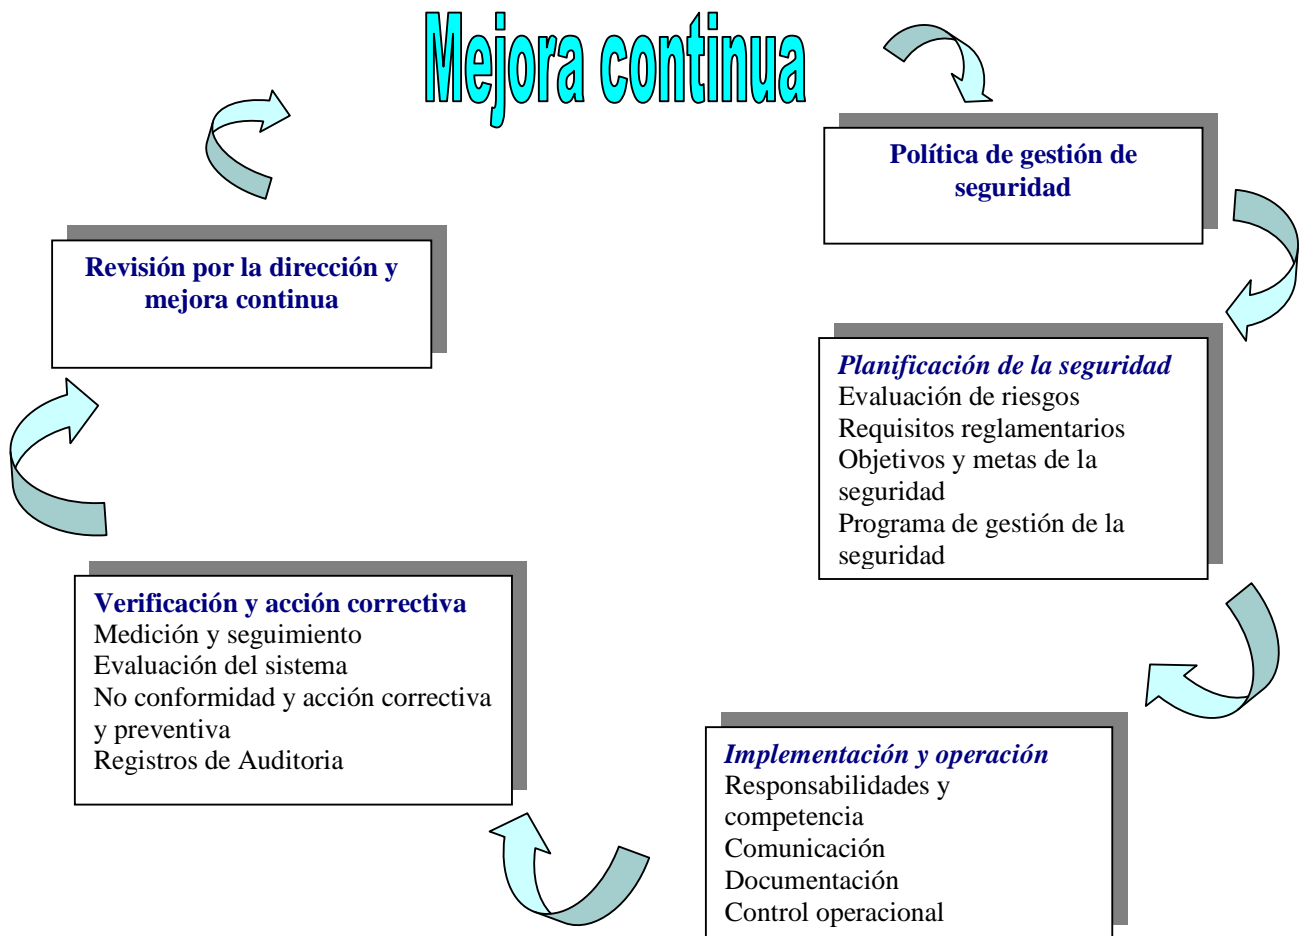 Mejora continua
Política de gestión de
seguridad
Planificación de la seguridad
Evaluación de riesgos
Requisitos reglamentarios
Objetivos y metas de la
seguridad
Programa de gestión de la
seguridad
Implementación y operación
Responsabilidades y
competencia
Comunicación
Documentación
Control operacional
Verificación y acción correctiva
Medición y seguimiento
Evaluación del sistema
No conformidad y acción correctiva
y preventiva
Registros de Auditoria
Revisión por la dirección y
mejora continua